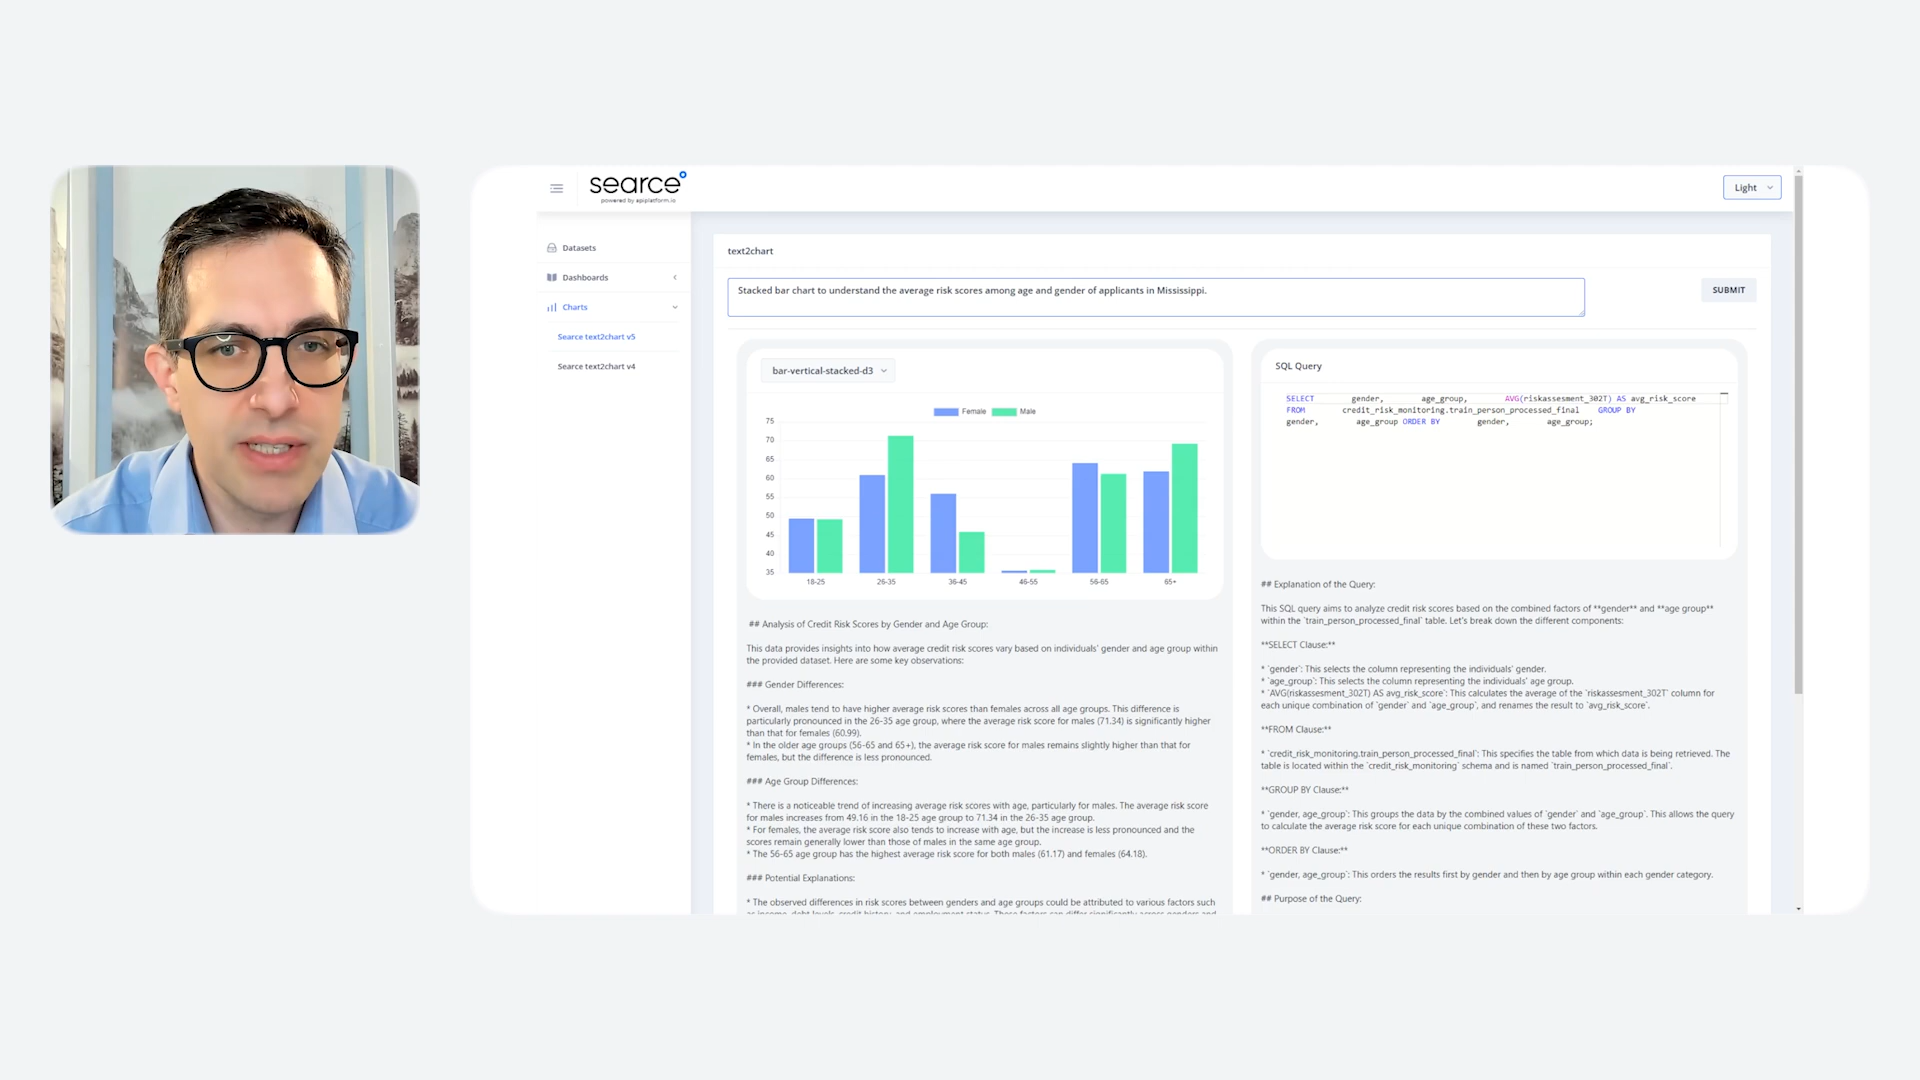 searce
powered by apiplatform.io
Light
Datasets
Dashboards
Charts
Searce text2chart v5
Searce text2chart v4
text2chart
Stacked bar chart to understand the average risk scores among age and gender of applicants in Mississippi.
SUBMIT
bar-vertical-stacked-d3
Female Male
75
70
65
60
55
50
45
40
35
18-25 26-35 36-45 46-55 56-65 65+
## Analysis of Credit Risk Scores by Gender and Age Group:
This data provides insights into how average credit risk scores vary based on individuals' gender and age group within
the provided dataset. Here are some key observations:
### Gender Differences:
* Overall, males tend to have higher average risk scores than females across all age groups. This difference is
particularly pronounced in the 26-35 age group, where the average risk score for males (71.34) is significantly higher
than that for females (60.99).
* In the older age groups (56-65 and 65+), the average risk score for males remains slightly higher than that for
females, but the difference is less pronounced.
### Age Group Differences:
* There is a noticeable trend of increasing average risk scores with age, particularly for males. The average risk score
for males increases from 49.16 in the 18-25 age group to 71.34 in the 26-35 age group.
* For females, the average risk score also tends to increase with age, but the increase is less pronounced and the
scores remain generally lower than those of males in the same age group.
* The 56-65 age group has the highest average risk score for both males (61.17) and females (64.18).
### Potential Explanations:
* The observed differences in risk scores between genders and age groups could be attributed to various factors such
SQL Query
SELECT gender, age_group, AVG(riskassesment_302T) AS avg_risk_score
FROM credit_risk_monitoring.train_person_processed_final GROUP BY
gender, age_group ORDER BY gender, age_group;
## Explanation of the Query:
This SQL query aims to analyze credit risk scores based on the combined factors of **gender** and **age group**
within the `train_person_processed_final` table. Let's break down the different components:
**SELECT Clause:**
* `gender`: This selects the column representing the individuals' gender.
* `age_group`: This selects the column representing the individuals' age group.
* `AVG(riskassesment_302T) AS avg_risk_score`: This calculates the average of the `riskassesment_302T` column for
each unique combination of `gender` and `age_group`, and renames the result to `avg_risk_score`.
**FROM Clause:**
* `credit_risk_monitoring.train_person_processed_final`: This specifies the table from which data is being retrieved. The
table is located within the `credit_risk_monitoring` schema and is named `train_person_processed_final`.
**GROUP BY Clause:**
* `gender, age_group`: This groups the data by the combined values of `gender` and `age_group`. This allows the query
to calculate the average risk score for each unique combination of these two factors.
**ORDER BY Clause:**
* `gender, age_group`: This orders the results first by gender and then by age group within each gender category.
## Purpose of the Query: